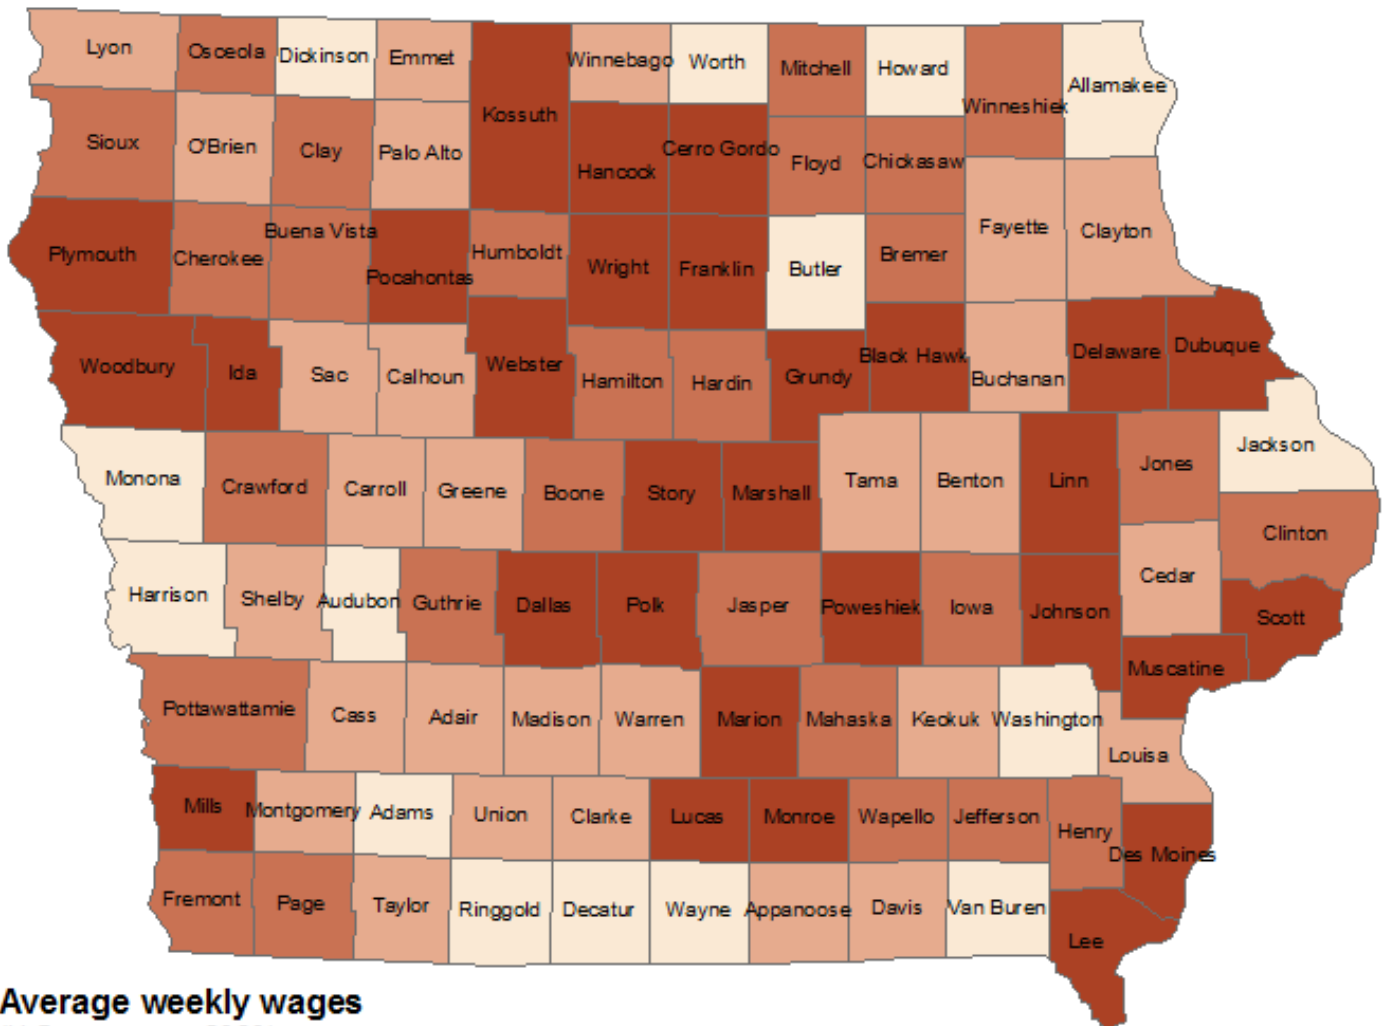 Lyon
Osceola
Dickinson
Emmet
Kossuth
Winnebago
Worth
Mitchell
Howard
Winneshiek
Allamakee
Sioux
O'Brien
Clay
Palo Alto
Hancock
Cerro Gordo
Floyd
Chickasaw
Fayette
Clayton
Plymouth
Cherokee
Buena Vista
Pocahontas
Humboldt
Wright
Franklin
Butler
Bremer
Woodbury
Ida
Sac
Calhoun
Webster
Hamilton
Hardin
Grundy
Black Hawk
Buchanan
Delaware
Dubuque
Monona
Crawford
Carroll
Greene
Boone
Story
Marshall
Tama
Benton
Linn
Jones
Jackson
Clinton
Harrison
Shelby
Audubon
Guthrie
Dallas
Polk
Jasper
Poweshiek
Iowa
Johnson
Cedar
Scott
Muscatine
Pottawattamie
Cass
Adair
Madison
Warren
Marion
Mahaska
Keokuk
Washington
Louisa
Mills
Montgomery
Adams
Union
Clarke
Lucas
Monroe
Wapello
Jefferson
Henry
Des Moines
Fremont
Page
Taylor
Ringgold
Decatur
Wayne
Appanoose
Davis
Van Buren
Lee
Average weekly wages